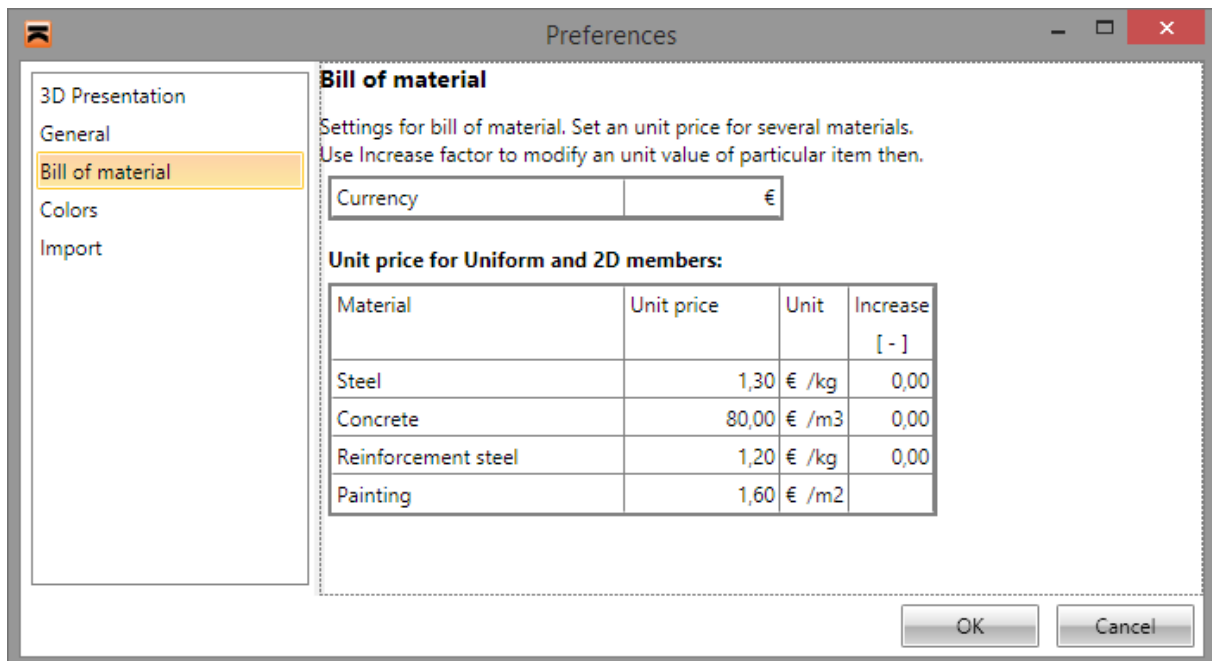 Preferences
3D Presentation
General
Bill of material
Colors
Import
Bill of material
Settings for bill of material. Set an unit price for several materials.
Use Increase factor to modify an unit value of particular item then.
Currency €
Unit price for Uniform and 2D members:
Material Unit price Unit Increase
[ - ]
Steel 1,30 € /kg 0,00
Concrete 80,00 € /m3 0,00
Reinforcement steel 1,20 € /kg 0,00
Painting 1,60 € /m2
OK Cancel